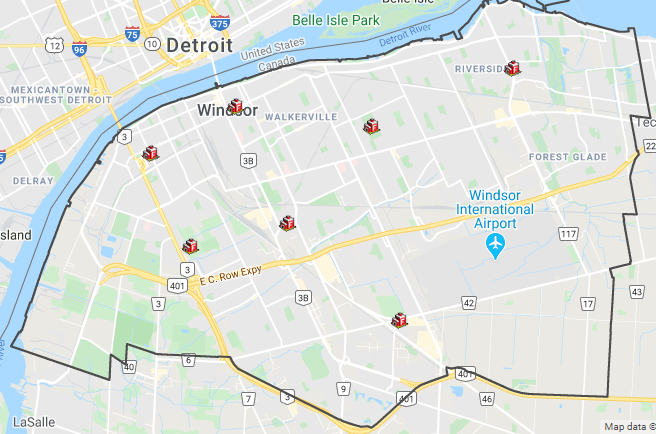 Belle Isle
Belle Isle Park
375
75
12
96
10
Detroit
United States
Canada
Detroit River
MEXICANTOWN -
SOUTHWEST DETROIT
RIVERSIDE
Windsor
WALKERVILLE
3
3B
Tec
22
FOREST GLADE
DELRAY
Windsor
International
Airport
sland
117
E C. Row Expy
3
401
3
3B
42
17
43
40
6
9
401
401
46
7
3
LaSalle
Map data ©